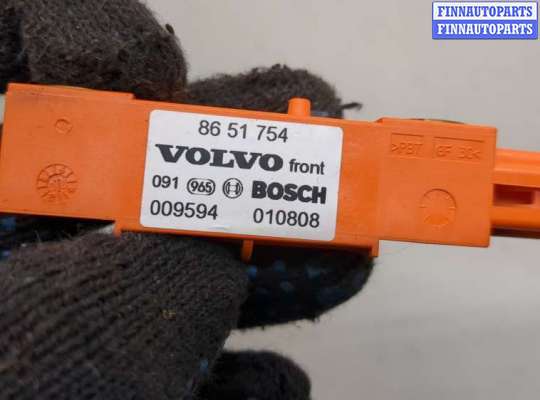 FINNAUTOPARTS
FINNAUTOPARTS
86 51 754
VOLVO front
091 965 BOSCH
009594 010808
>PBT GF 30<